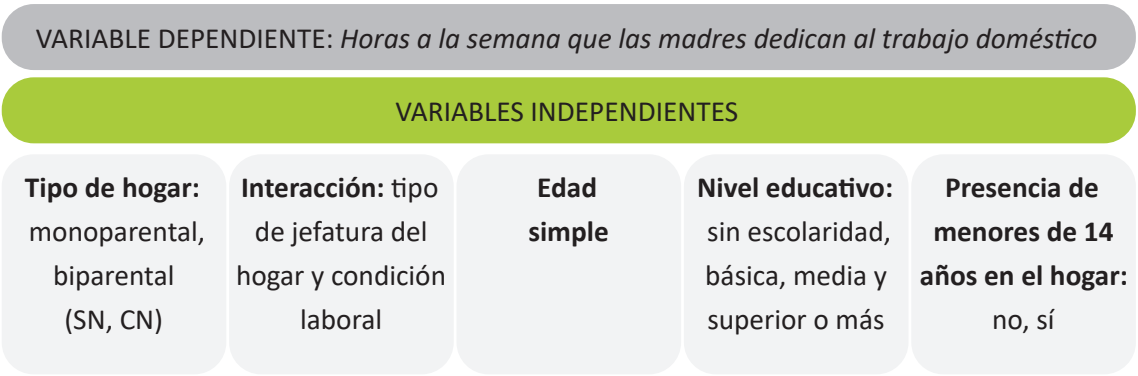 VARIABLE DEPENDIENTE: Horas a la semana que las madres dedican al trabajo doméstico
VARIABLES INDEPENDIENTES
Tipo de hogar:
monoparental,
biparental
(SN, CN)
Interacción: tipo
de jefatura del
hogar y condición
laboral
Edad
simple
Nivel educativo:
sin escolaridad,
básica, media y
superior o más
Presencia de
menores de 14
años en el hogar:
no, sí